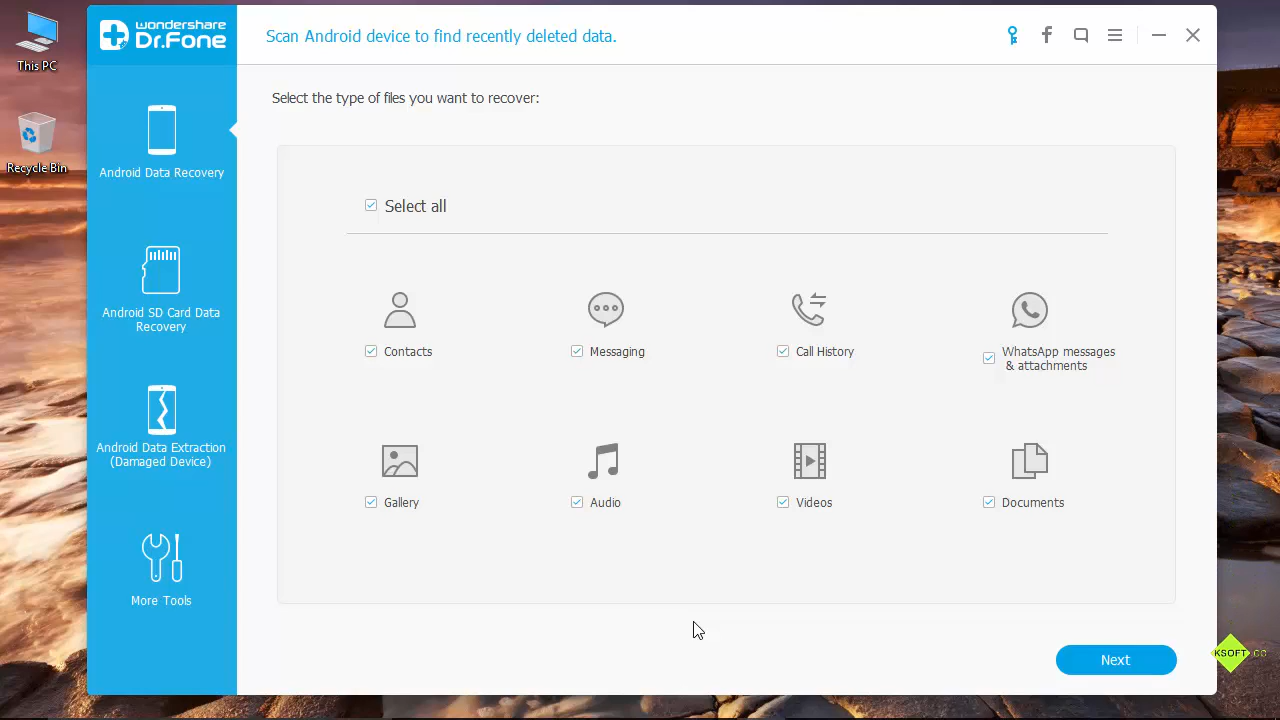 This PC
Recycle Bin
wondershare
Dr.Fone
Scan Android device to find recently deleted data.
Android Data Recovery
Android SD Card Data
Recovery
Android Data Extraction
(Damaged Device)
More Tools
Select the type of files you want to recover:
Select all
Contacts
Messaging
Call History
WhatsApp messages
& attachments
Gallery
Audio
Videos
Documents
Next
KSOFT.CO